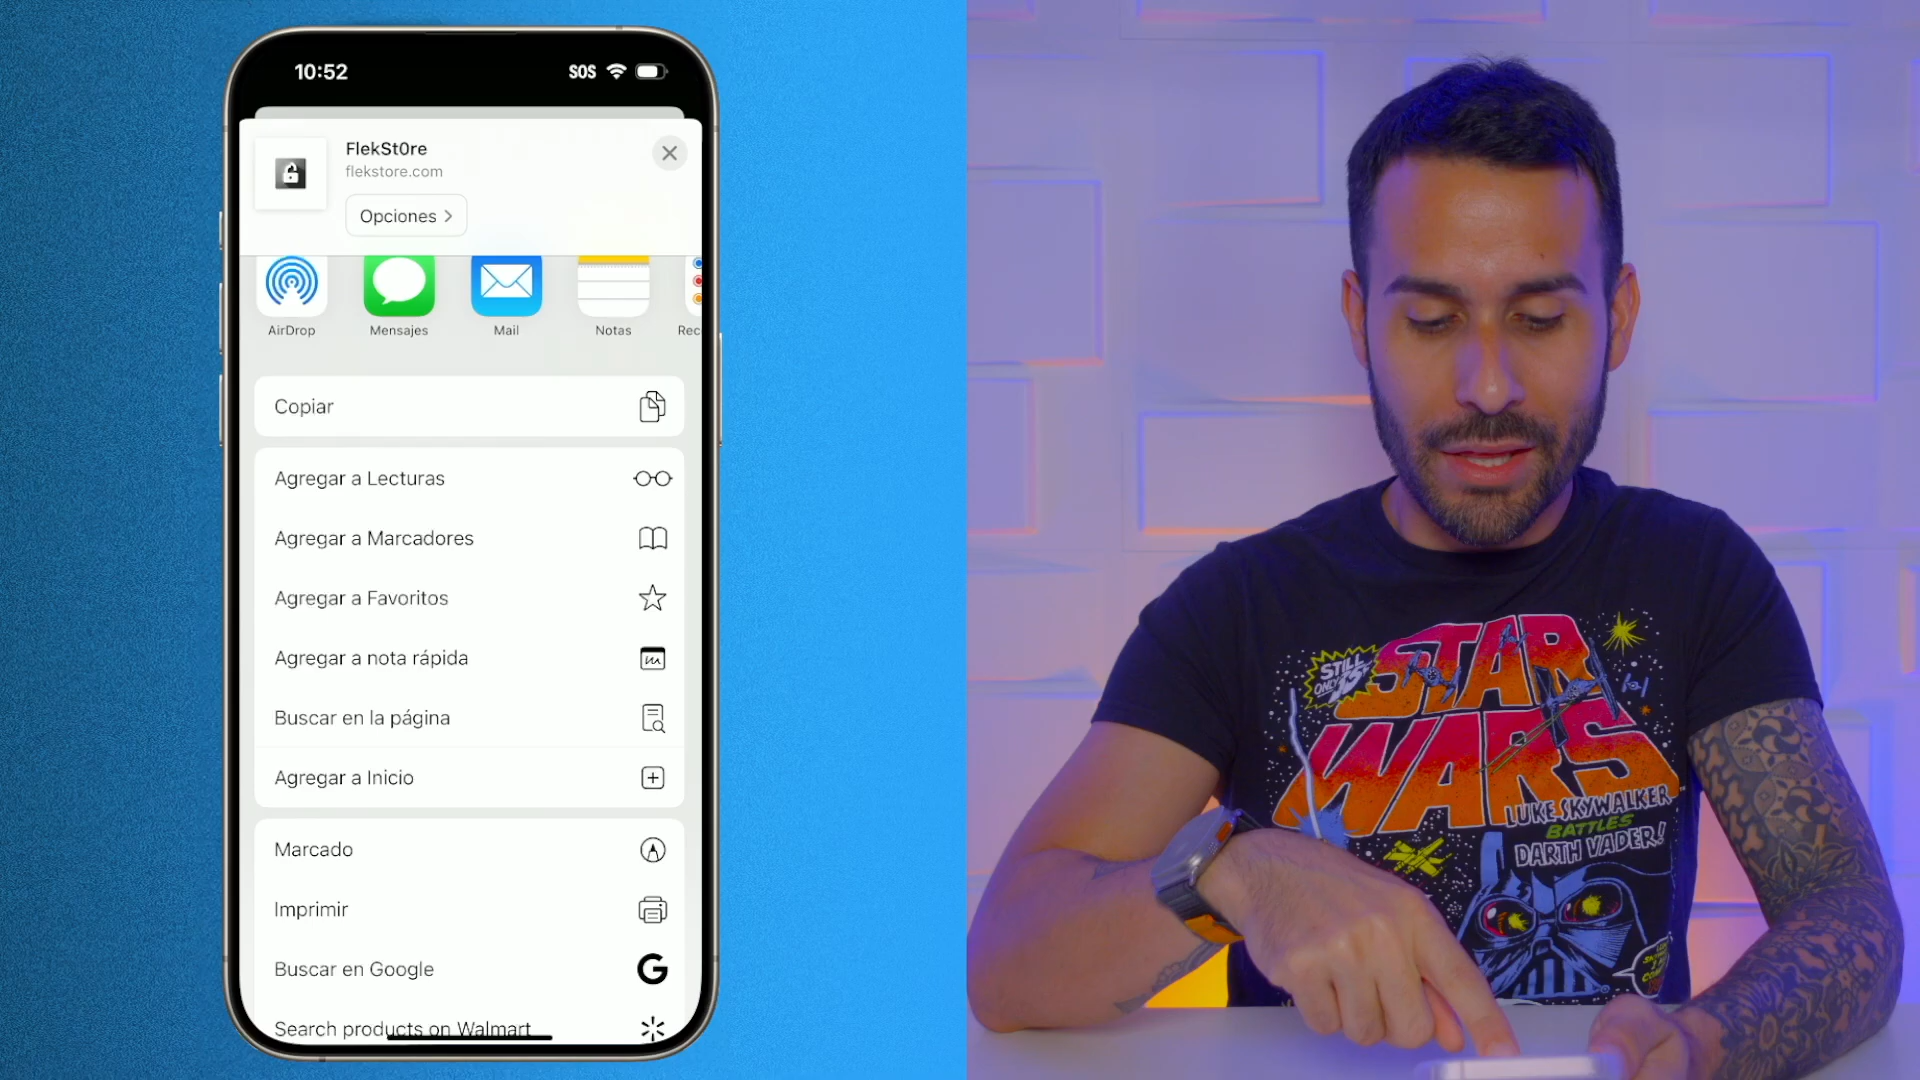 10:52
SOS
FlekSt0re
flekstore.com
Opciones
AirDrop
Mensajes
Mail
Notas
Rec
Copiar
Agregar a Lecturas
Agregar a Marcadores
Agregar a Favoritos
Agregar a nota rápida
Buscar en la página
Agregar a Inicio
Marcado
Imprimir
Buscar en Google
G
Search products on Walmart
STILL
ONLY 35¢
STAR
WARS
LUKE SKYWALKER
BATTLES
DARTH VADER!